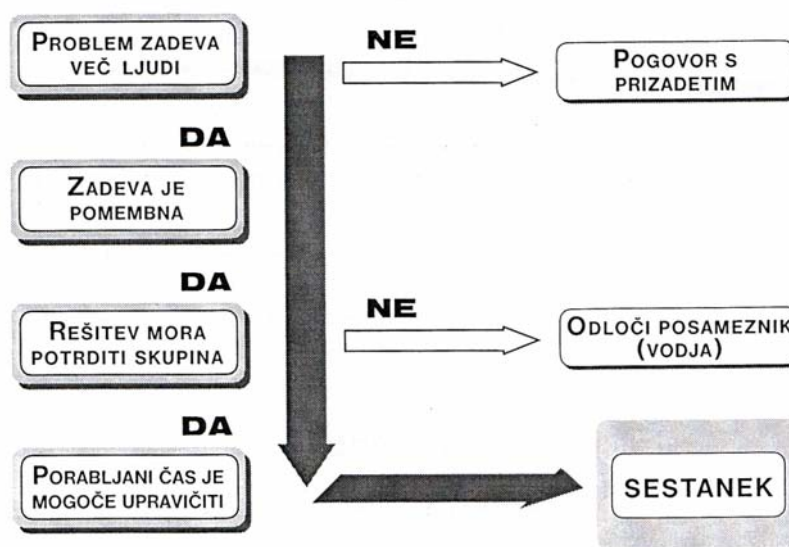 PROBLEM ZADEVA
VEČ LJUDI
NE
POGOVOR S
PRIZADETIM
DA
ZADEVA JE
POMEMBNA
DA
REŠITEV MORA
POTRDITI SKUPINA
NE
ODLOČI POSAMEZNIK
(VODJA)
DA
PORABLJANI ČAS JE
MOGOČE UPRAVIČITI
SESTANEK